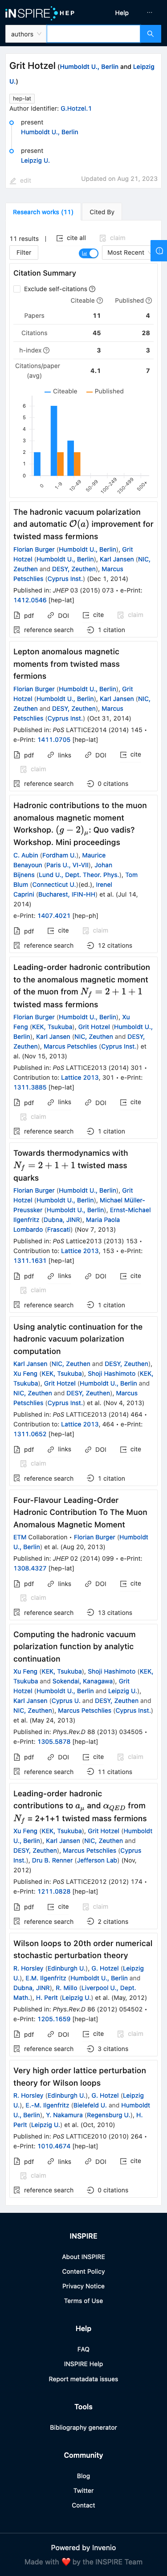 iNSPIRE HEP
Help
...
authors
Grit Hotzel (Humboldt U., Berlin and Leipzig
U.)
hep-lat
Author Identifier: G.Hotzel.1
present
Humboldt U., Berlin
present
Leipzig U.
edit
Updated on Aug 21, 2023
Research works (11)
Cited By
11 results
cite all
claim
Filter
Most Recent
Citation Summary
Exclude self-citations
Citeable
Published
Papers 11 4
Citations 45 28
h-index 3 3
Citations/paper
(avg)
4.1 7
Citeable
Published
6
5
4
3
2
1
0
0
1–9
10–49
50–99
100–249
250–499
500+
The hadronic vacuum polarization
and automatic O(a) improvement for
twisted mass fermions
Florian Burger (Humboldt U., Berlin), Grit
Hotzel (Humboldt U., Berlin), Karl Jansen (NIC,
Zeuthen and DESY, Zeuthen), Marcus
Petschlies (Cyprus Inst.) (Dec 1, 2014)
Published in: JHEP 03 (2015) 073 • e-Print:
1412.0546 [hep-lat]
pdf
DOI
cite
claim
reference search
1 citation
Lepton anomalous magnetic
moments from twisted mass
fermions
Florian Burger (Humboldt U., Berlin), Grit
Hotzel (Humboldt U., Berlin), Karl Jansen (NIC,
Zeuthen and DESY, Zeuthen), Marcus
Petschlies (Cyprus Inst.) (Oct 31, 2014)
Published in: PoS LATTICE2014 (2014) 145 •
e-Print: 1411.0705 [hep-lat]
pdf
links
DOI
cite
claim
reference search
0 citations
Hadronic contributions to the muon
anomalous magnetic moment
Workshop. (g − 2)μ: Quo vadis?
Workshop. Mini proceedings
C. Aubin (Fordham U.), Maurice
Benayoun (Paris U., VI-VII), Johan
Bijnens (Lund U., Dept. Theor. Phys.), Tom
Blum (Connecticut U.)(ed.), Irinel
Caprini (Bucharest, IFIN-HH) et al. (Jul 14,
2014)
e-Print: 1407.4021 [hep-ph]
pdf
cite
claim
reference search
12 citations
Leading-order hadronic contribution
to the anomalous magnetic moment
of the muon from Nf = 2 + 1 + 1
twisted mass fermions
Florian Burger (Humboldt U., Berlin), Xu
Feng (KEK, Tsukuba), Grit Hotzel (Humboldt U.,
Berlin), Karl Jansen (NIC, Zeuthen and DESY,
Zeuthen), Marcus Petschlies (Cyprus Inst.) et
al. (Nov 15, 2013)
Published in: PoS LATTICE2013 (2014) 301 •
Contribution to: Lattice 2013, 301 • e-Print:
1311.3885 [hep-lat]
pdf
links
DOI
cite
claim
reference search
1 citation
Towards thermodynamics with
Nf = 2 + 1 + 1 twisted mass
quarks
Florian Burger (Humboldt U., Berlin), Grit
Hotzel (Humboldt U., Berlin), Michael Müller-
Preussker (Humboldt U., Berlin), Ernst-Michael
Ilgenfritz (Dubna, JINR), Maria Paola
Lombardo (Frascati) (Nov 7, 2013)
Published in: PoS Lattice2013 (2013) 153 •
Contribution to: Lattice 2013, 153 • e-Print:
1311.1631 [hep-lat]
pdf
links
DOI
cite
claim
reference search
1 citation
Using analytic continuation for the
hadronic vacuum polarization
computation
Karl Jansen (NIC, Zeuthen and DESY, Zeuthen),
Xu Feng (KEK, Tsukuba), Shoji Hashimoto (KEK,
Tsukuba), Grit Hotzel (Humboldt U., Berlin and
NIC, Zeuthen and DESY, Zeuthen), Marcus
Petschlies (Cyprus Inst.) et al. (Nov 4, 2013)
Published in: PoS LATTICE2013 (2014) 464 •
Contribution to: Lattice 2013, 464 • e-Print:
1311.0652 [hep-lat]
pdf
links
DOI
cite
claim
reference search
1 citation
Four-Flavour Leading-Order
Hadronic Contribution To The Muon
Anomalous Magnetic Moment
ETM Collaboration • Florian Burger (Humboldt
U., Berlin) et al. (Aug 20, 2013)
Published in: JHEP 02 (2014) 099 • e-Print:
1308.4327 [hep-lat]
pdf
links
DOI
cite
claim
reference search
13 citations
Computing the hadronic vacuum
polarization function by analytic
continuation
Xu Feng (KEK, Tsukuba), Shoji Hashimoto (KEK,
Tsukuba and Sokendai, Kanagawa), Grit
Hotzel (Humboldt U., Berlin and Leipzig U.),
Karl Jansen (Cyprus U. and DESY, Zeuthen and
NIC, Zeuthen), Marcus Petschlies (Cyprus Inst.)
et al. (May 24, 2013)
Published in: Phys.Rev.D 88 (2013) 034505 •
e-Print: 1305.5878 [hep-lat]
pdf
DOI
cite
claim
reference search
11 citations
Leading-order hadronic
contributions to aμ and αQED from
Nf = 2+1+1 twisted mass fermions
Xu Feng (KEK, Tsukuba), Grit Hotzel (Humboldt
U., Berlin), Karl Jansen (NIC, Zeuthen and
DESY, Zeuthen), Marcus Petschlies (Cyprus
Inst.), Dru B. Renner (Jefferson Lab) (Nov,
2012)
Published in: PoS LATTICE2012 (2012) 174 •
e-Print: 1211.0828 [hep-lat]
pdf
cite
claim
reference search
2 citations
Wilson loops to 20th order numerical
stochastic perturbation theory
R. Horsley (Edinburgh U.), G. Hotzel (Leipzig
U.), E.M. Ilgenfritz (Humboldt U., Berlin and
Dubna, JINR), R. Millo (Liverpool U., Dept.
Math.), H. Perlt (Leipzig U.) et al. (May, 2012)
Published in: Phys.Rev.D 86 (2012) 054502 •
e-Print: 1205.1659 [hep-lat]
pdf
DOI
cite
claim
reference search
3 citations
Very high order lattice perturbation
theory for Wilson loops
R. Horsley (Edinburgh U.), G. Hotzel (Leipzig
U.), E.-M. Ilgenfritz (Bielefeld U. and Humboldt
U., Berlin), Y. Nakamura (Regensburg U.), H.
Perlt (Leipzig U.) et al. (Oct, 2010)
Published in: PoS LATTICE2010 (2010) 264 •
e-Print: 1010.4674 [hep-lat]
pdf
links
DOI
cite
claim
reference search
0 citations
INSPIRE
About INSPIRE
Content Policy
Privacy Notice
Terms of Use
Help
FAQ
INSPIRE Help
Report metadata issues
Tools
Bibliography generator
Community
Blog
Twitter
Contact
Powered by Invenio
Made with ❤ by the INSPIRE Team